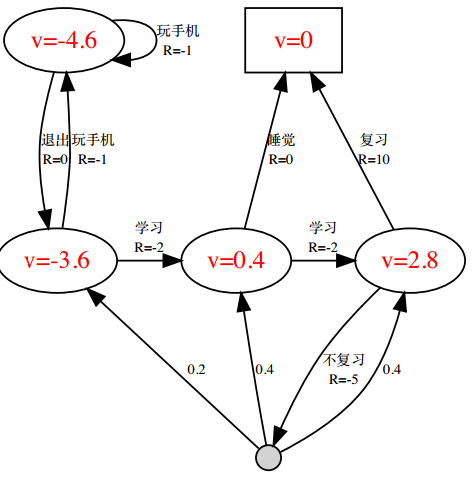 v=-4.6
玩手机
R=-1
v=0
退出
R=0
玩手机
R=-1
睡觉
R=0
复习
R=10
v=-3.6
学习
R=-2
v=0.4
学习
R=-2
v=2.8
0.2
0.4
不复习
R=-5
0.4